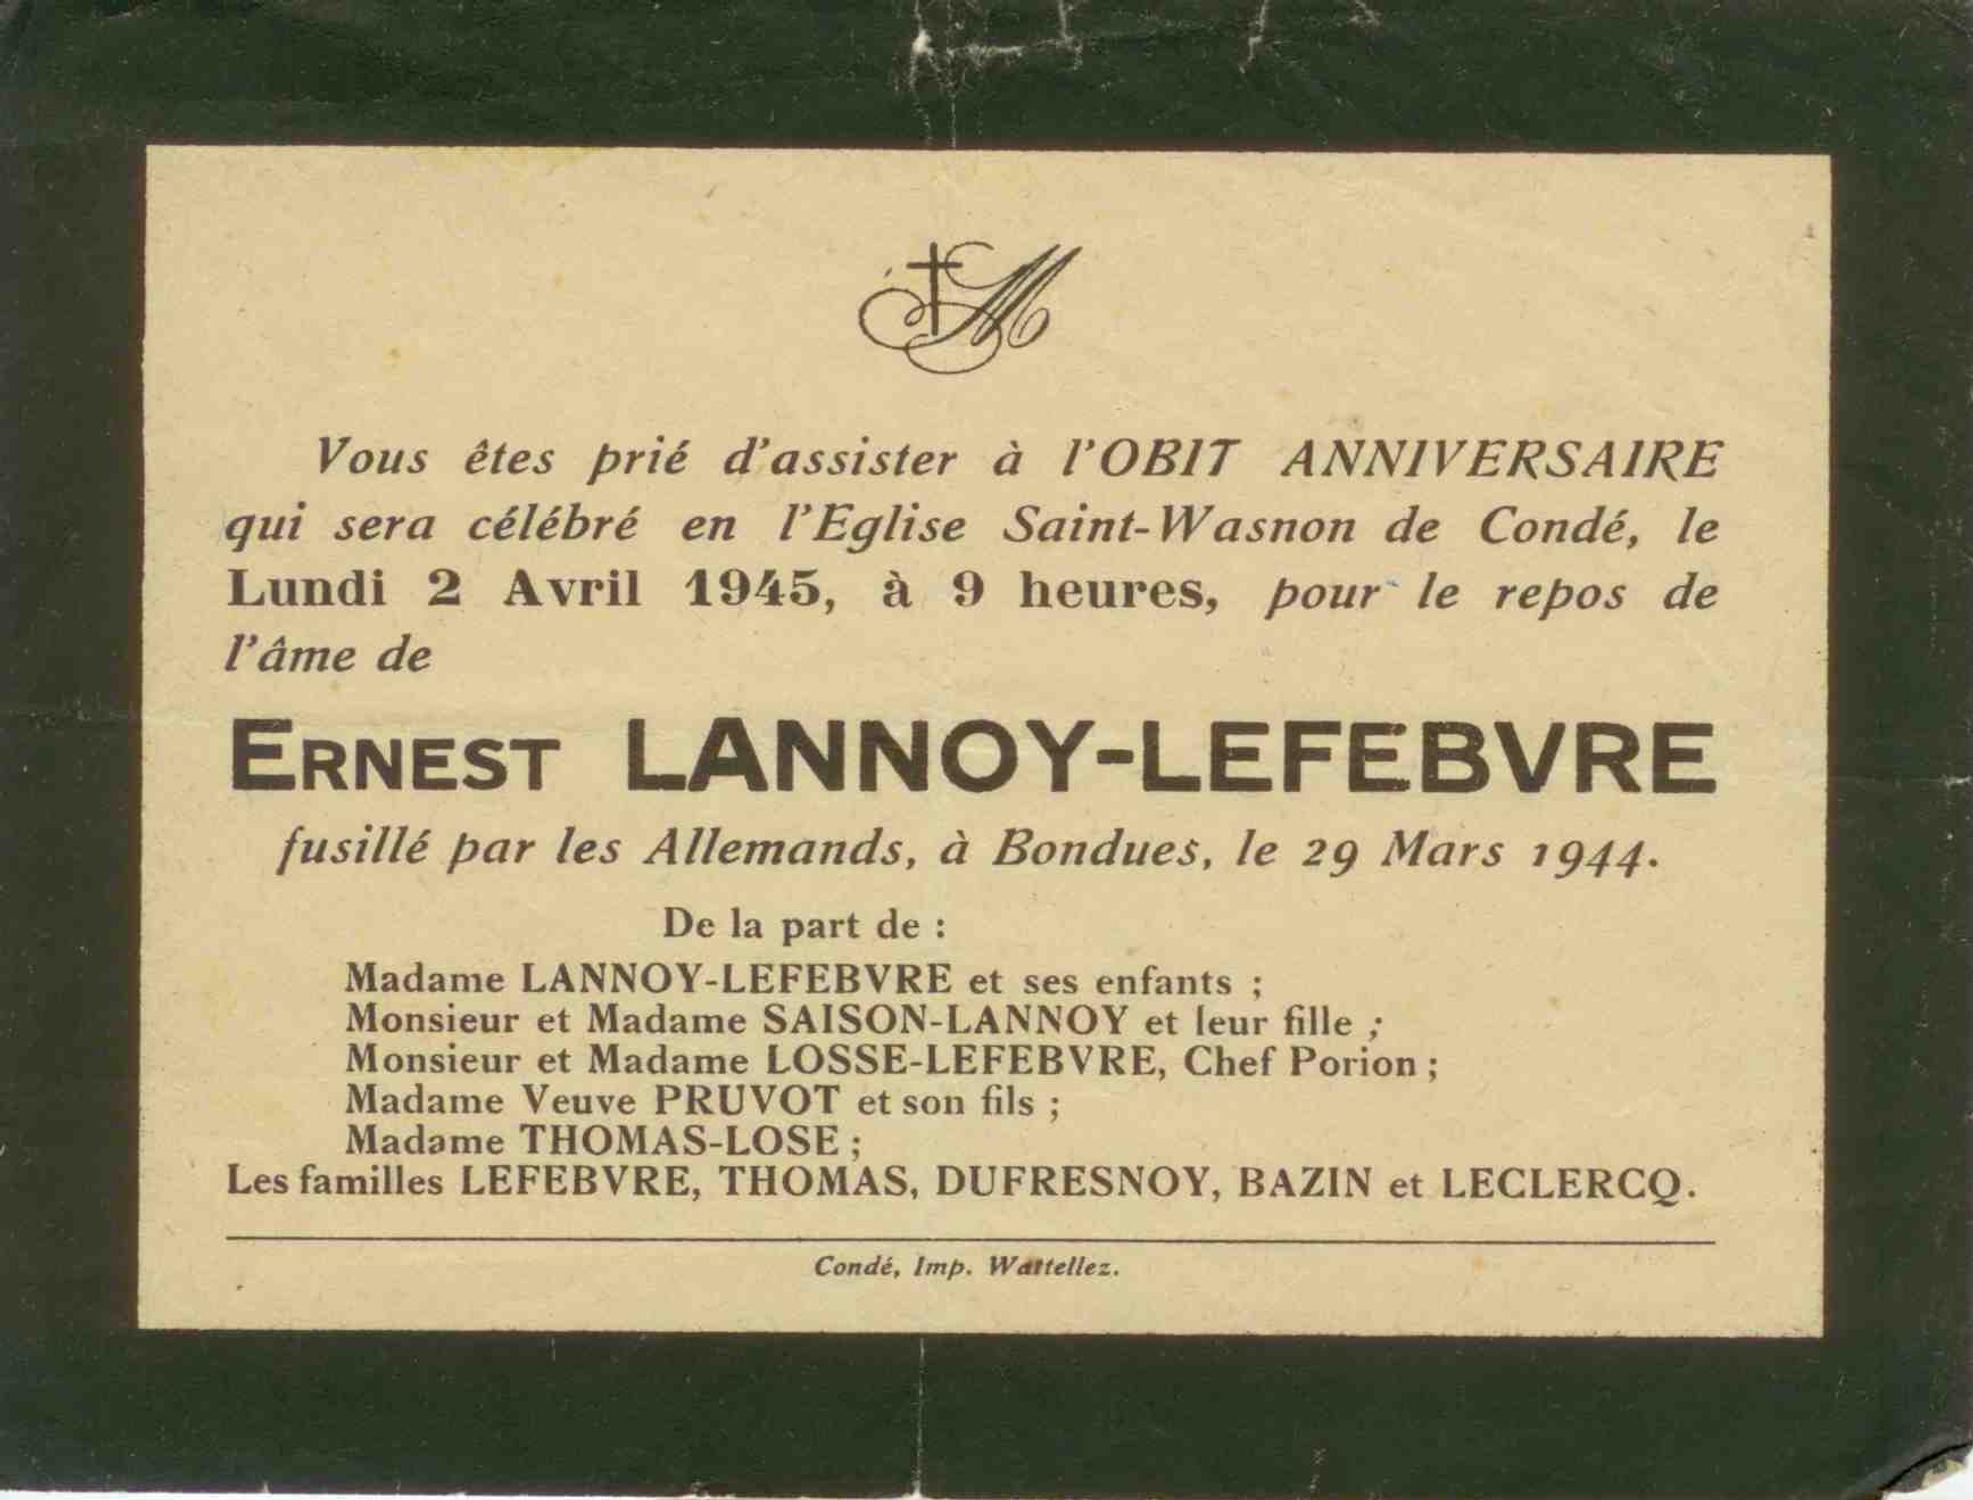 M
Vous êtes prié d'assister à l'OBIT ANNIVERSAIRE
qui sera célébré en l'Eglise Saint-Wasnon de Condé, le
Lundi 2 Avril 1945, à 9 heures, pour le repos de
l'âme de
ERNEST LANNOY-LEFEBVRE
fusillé par les Allemands, à Bondues, le 29 Mars 1944.
De la part de :
Madame LANNOY-LEFEBVRE et ses enfants ;
Monsieur et Madame SAISON-LANNOY et leur fille ;
Monsieur et Madame LOSSE-LEFEBVRE, Chef Porion ;
Madame Veuve PRUVOT et son fils ;
Madame THOMAS-LOSE ;
Les familles LEFEBVRE, THOMAS, DUFRESNOY, BAZIN et LECLERCQ.
Condé, Imp. Wattellez.